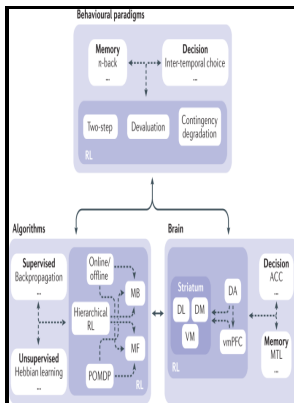 Behavioural paradigms
Memory
n-back
...
Decision
Inter-temporal choice
...
Two-step
Devaluation
Contingency
degradation
RL
Algorithms
Supervised
Backpropagation
...
Unsupervised
Hebbian learning
...
Online/
offline
Hierarchical
RL
POMDP
MB
MF
RL
Brain
Striatum
DL
DM
VM
DA
vmPFC
RL
Decision
ACC
...
Memory
MTL
...